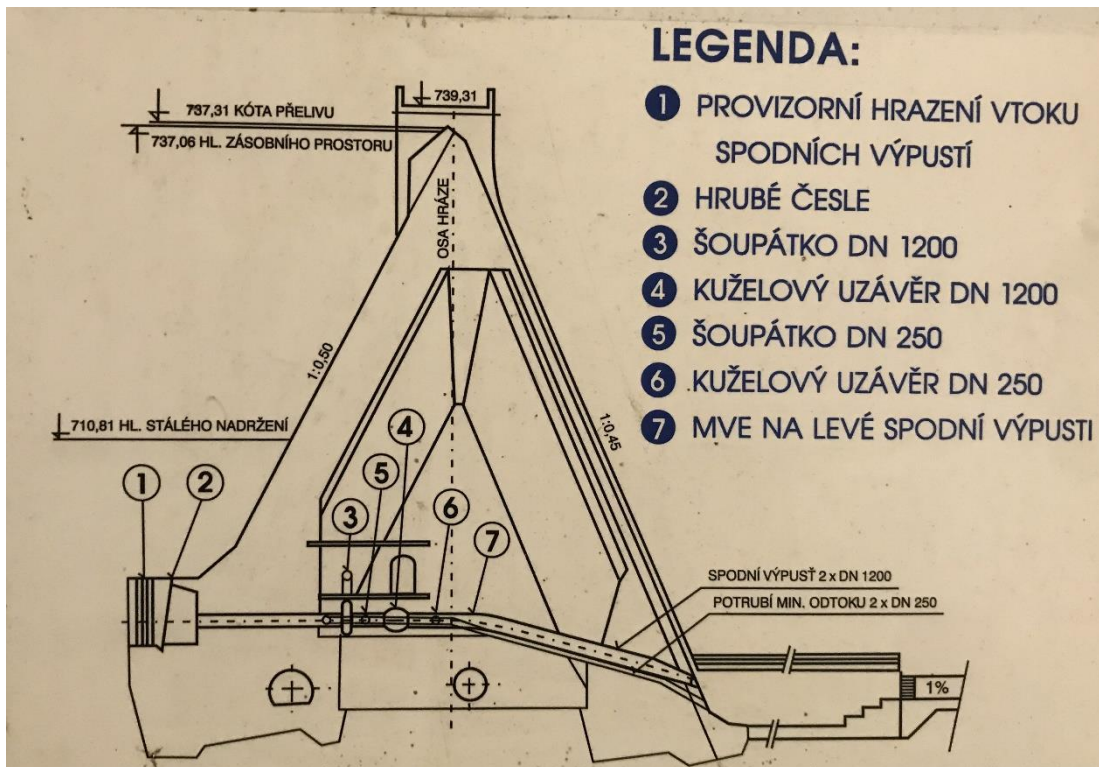 LEGENDA:
1 PROVIZORNÍ HRAZENÍ VTOKU
SPODNÍCH VÝPUSTÍ
2 HRUBÉ ČESLE
3 ŠOUPÁTKO DN 1200
4 KUŽELOVÝ UZÁVĚR DN 1200
5 ŠOUPÁTKO DN 250
6 KUŽELOVÝ UZÁVĚR DN 250
7 MVE NA LEVÉ SPODNÍ VÝPUSTI
739,31
737,31 KÓTA PŘELIVU
737,06 HL. ZÁSOBNÍHO PROSTORU
OSA HRÁZE
1:0,50
1:0,45
710,81 HL. STÁLÉHO NADRŽENÍ
1
2
3
4
5
6
7
SPODNÍ VÝPUSŤ 2 x DN 1200
POTRUBÍ MIN. ODTOKU 2 x DN 250
1%